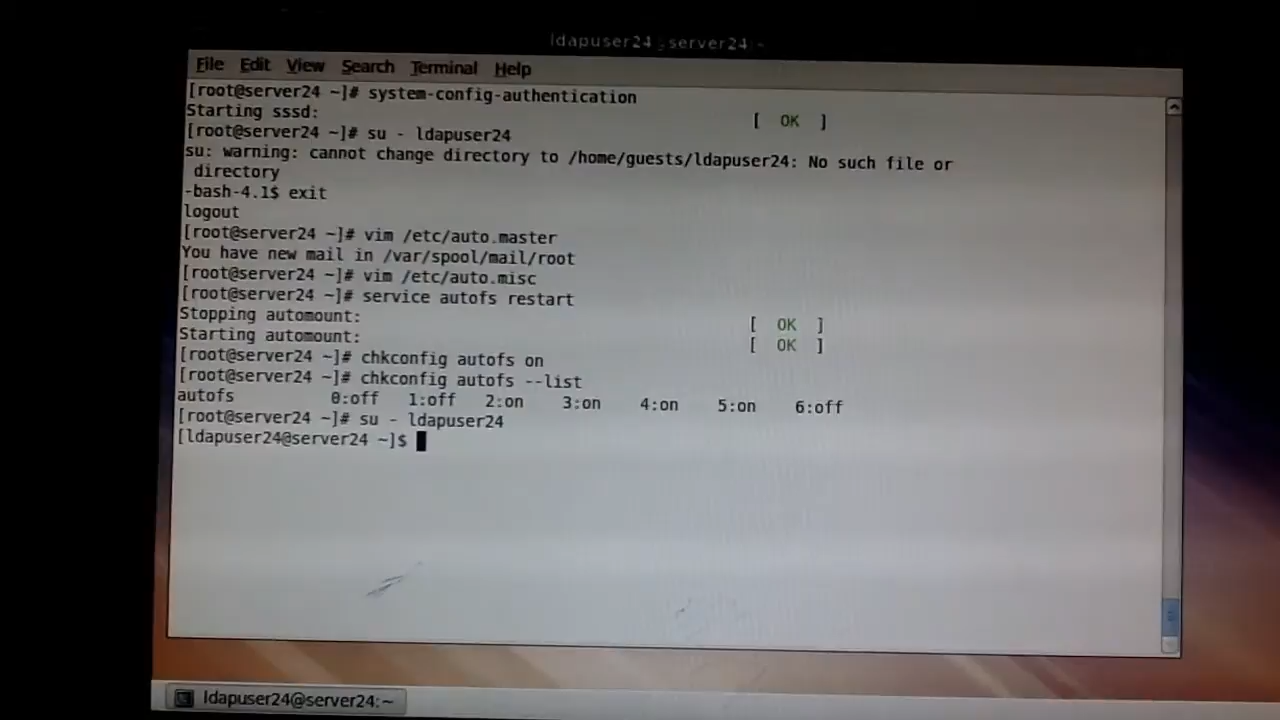 ldapuser24@server24:~
File Edit View Search Terminal Help
[root@server24 ~]# system-config-authentication
Starting sssd: [ OK ]
[root@server24 ~]# su - ldapuser24
su: warning: cannot change directory to /home/guests/ldapuser24: No such file or
directory
-bash-4.1$ exit
logout
[root@server24 ~]# vim /etc/auto.master
You have new mail in /var/spool/mail/root
[root@server24 ~]# vim /etc/auto.misc
[root@server24 ~]# service autofs restart
Stopping automount: [ OK ]
Starting automount: [ OK ]
[root@server24 ~]# chkconfig autofs on
[root@server24 ~]# chkconfig autofs --list
autofs 0:off 1:off 2:on 3:on 4:on 5:on 6:off
[root@server24 ~]# su - ldapuser24
[ldapuser24@server24 ~]$
ldapuser24@server24:~